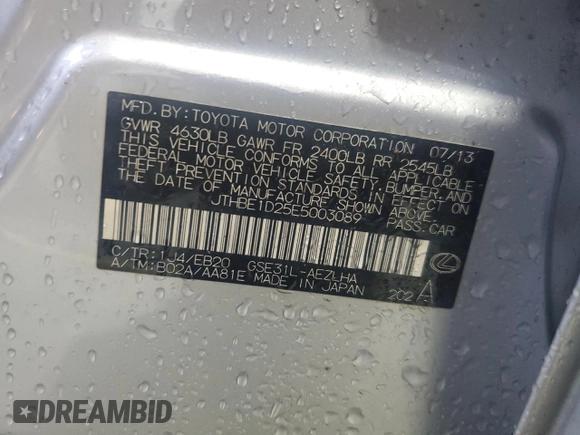 MFD. BY: TOYOTA MOTOR CORPORATION 07/13
GVWR 4630LB GAWR FR 2400LB RR 2545LB
THIS VEHICLE CONFORMS TO ALL APPLICABLE
FEDERAL MOTOR VEHICLE SAFETY, BUMPER, AND
THEFT PREVENTION STANDARDS IN EFFECT ON
THE DATE OF MANUFACTURE SHOWN ABOVE.
JTHBE1D25E5003089 PASS. CAR
C/TR: 1J4/EB20 GSE31L-AEZLHA
A/TM: B02A/AA81E MADE IN JAPAN 202 A
DREAMBID